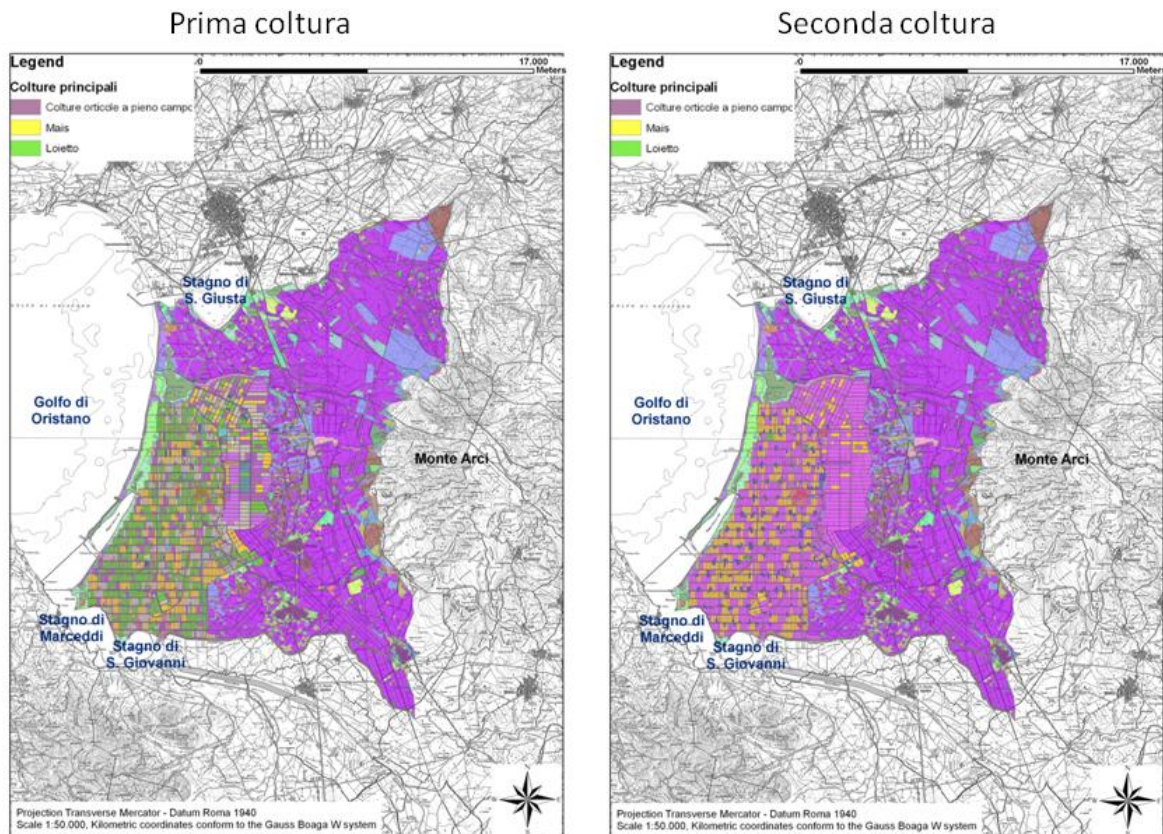 Prima coltura
Seconda coltura
Legend
Colture principali
Colture orticole a pieno campo
Mais
Loietto
0
17.000
Meters
Stagno di
S. Giusta
Golfo di
Oristano
Monte Arci
Stagno di
Marceddi
Stagno di
S. Giovanni
Projection Transverse Mercator - Datum Roma 1940
Scale 1:50.000, Kilometric coordinates conform to the Gauss Boaga W system
Legend
Colture principali
Colture orticole a pieno campo
Mais
Loietto
0
17.000
Meters
Stagno di
S. Giusta
Golfo di
Oristano
Monte Arci
Stagno di
Marceddi
Stagno di
S. Giovanni
Projection Transverse Mercator - Datum Roma 1940
Scale 1:50.000, Kilometric coordinates conform to the Gauss Boaga W system